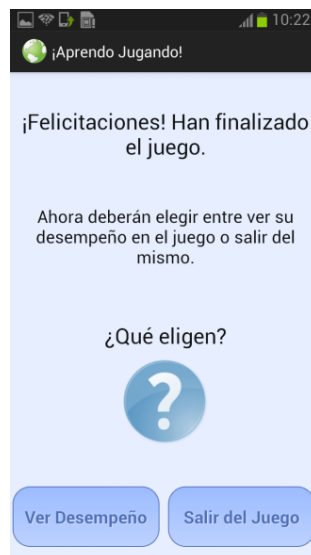 10:22
¡Aprendo Jugando!
¡Felicitaciones! Han finalizado
el juego.
Ahora deberán elegir entre ver su
desempeño en el juego o salir del
mismo.
¿Qué eligen?
?
Ver Desempeño
Salir del Juego